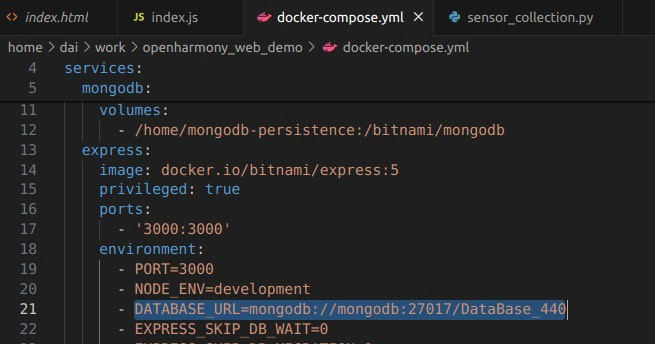 index.html JS index.js docker-compose.yml sensor_collection.py
home > dai > work > openharmony_web_demo > docker-compose.yml
4 services:
5 mongodb:
11 volumes:
12 - /home/mongodb-persistence:/bitnami/mongodb
13 express:
14 image: docker.io/bitnami/express:5
15 privileged: true
16 ports:
17 - '3000:3000'
18 environment:
19 - PORT=3000
20 - NODE_ENV=development
21 - DATABASE_URL=mongodb://mongodb:27017/DataBase_440
22 - EXPRESS_SKIP_DB_WAIT=0